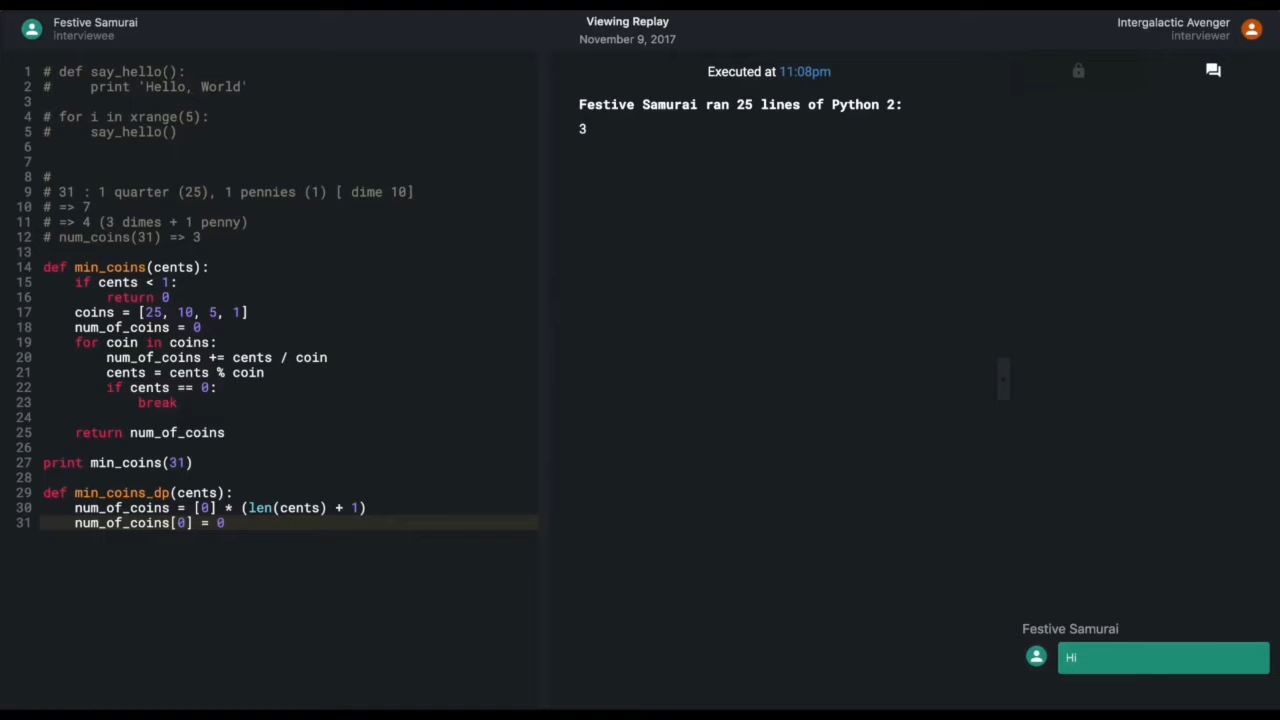 Festive Samurai
interviewee
Viewing Replay
November 9, 2017
Intergalactic Avenger
interviewer
1 # def say_hello():
2 #     print 'Hello, World'
3
4 # for i in xrange(5):
5 #     say_hello()
6
7
8 #
9 # 31 : 1 quarter (25), 1 pennies (1) [ dime 10]
10 # => 7
11 # => 4 (3 dimes + 1 penny)
12 # num_coins(31) => 3
13
14 def min_coins(cents):
15     if cents < 1:
16         return 0
17     coins = [25, 10, 5, 1]
18     num_of_coins = 0
19     for coin in coins:
20         num_of_coins += cents / coin
21         cents = cents % coin
22         if cents == 0:
23             break
24
25     return num_of_coins
26
27 print min_coins(31)
28
29 def min_coins_dp(cents):
30     num_of_coins = [0] * (len(cents) + 1)
31     num_of_coins[0] = 0
Executed at 11:08pm
Festive Samurai ran 25 lines of Python 2:
3
Festive Samurai
Hi